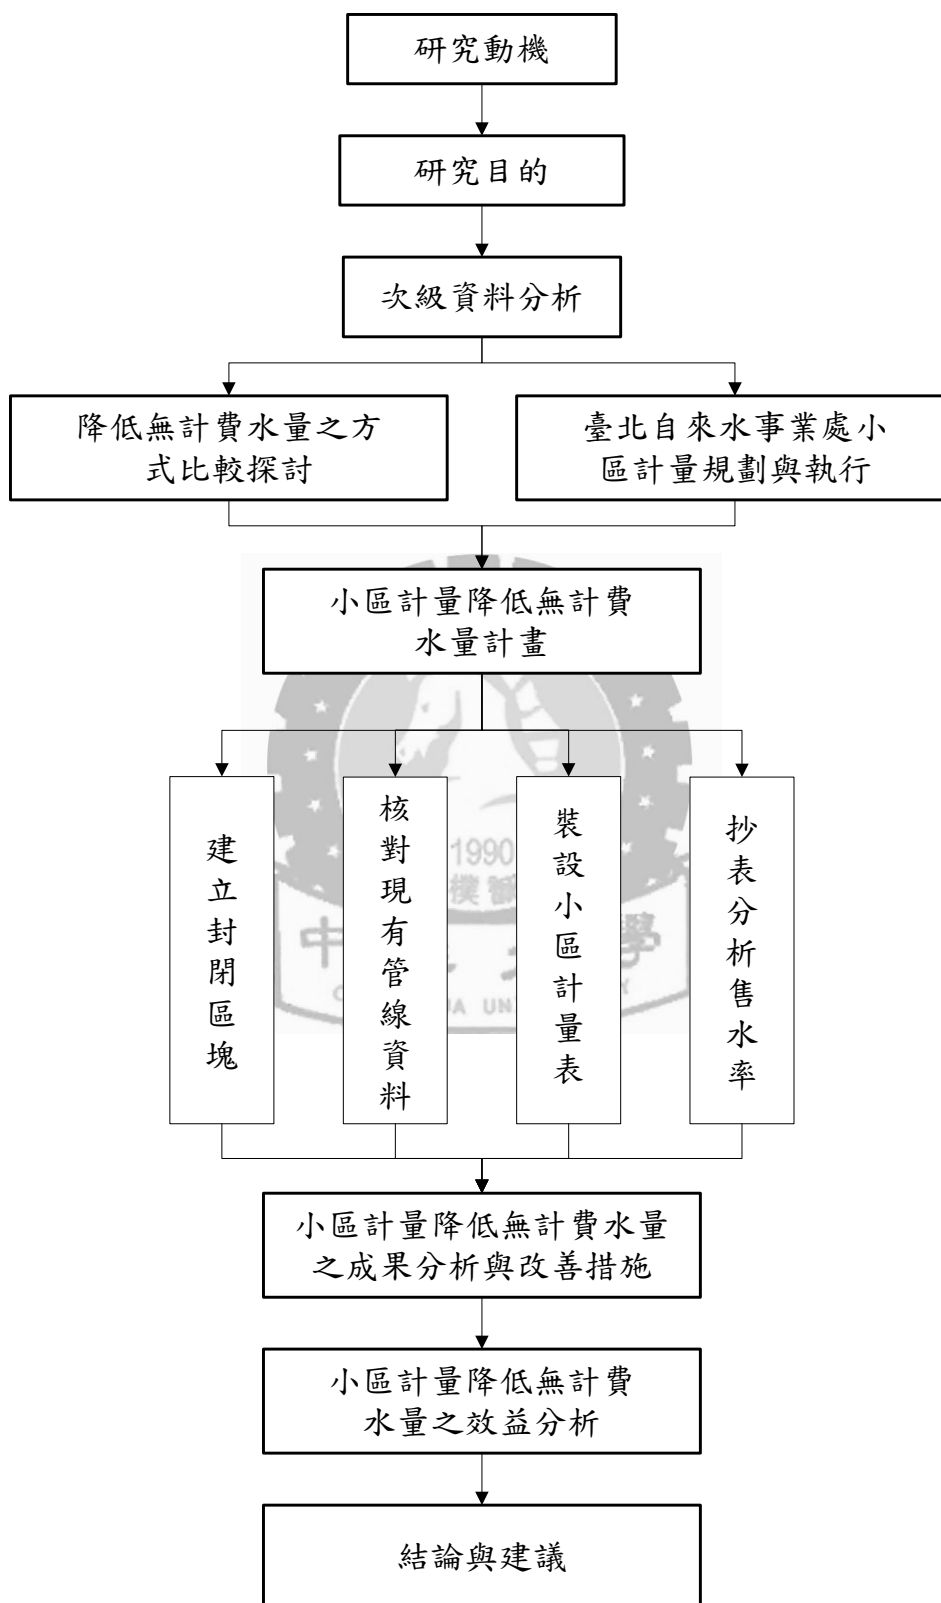 研究動機
研究目的
次級資料分析
降低無計費水量之方
式比較探討
臺北自來水事業處小
區計量規劃與執行
小區計量降低無計費
水量計畫
建立封閉區塊
核對現有管線資料
裝設小區計量表
抄表分析售水率
1990
中
學
UNI
小區計量降低無計費水量
之成果分析與改善措施
小區計量降低無計費
水量之效益分析
結論與建議